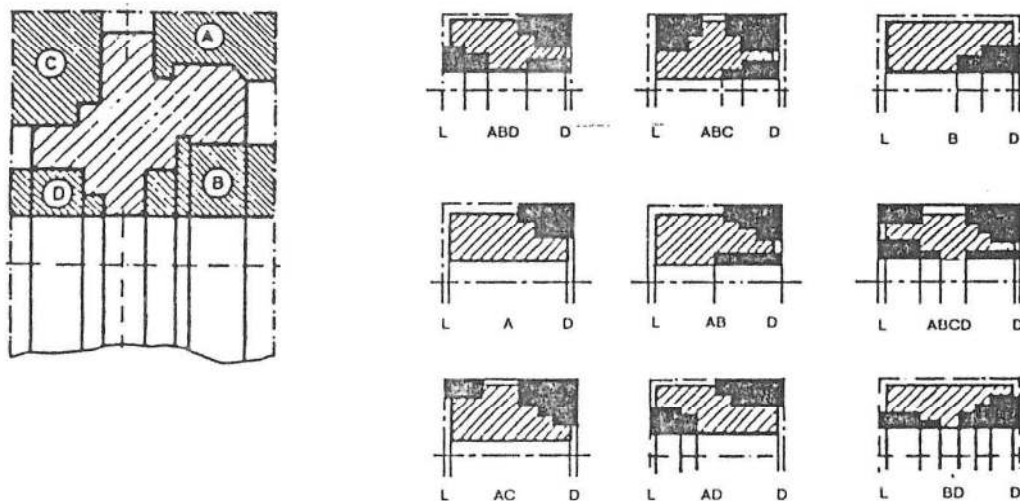 C A
D B
L ABD D L ABC D L B D
L A D L AB D L ABCD D
L AC D L AD D L BD D